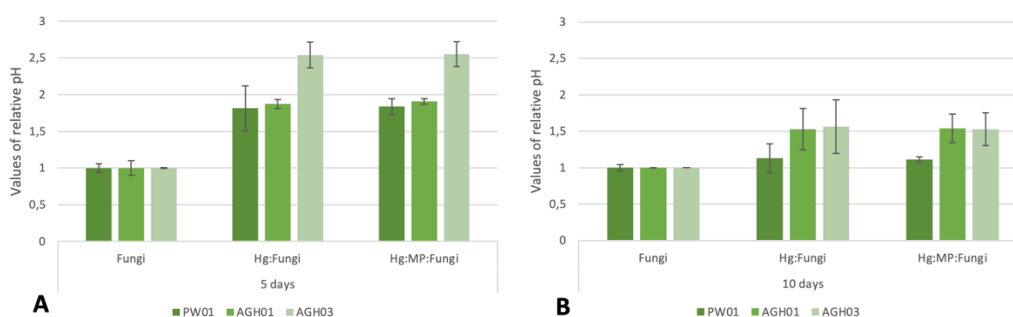 Values of relative pH
3
2,5
2
1,5
1
0,5
0
Fungi Hg:Fungi Hg:MP:Fungi
5 days
A
PW01 AGH01 AGH03
Values of relative pH
3
2,5
2
1,5
1
0,5
0
Fungi Hg:Fungi Hg:MP:Fungi
10 days
B
PW01 AGH01 AGH03